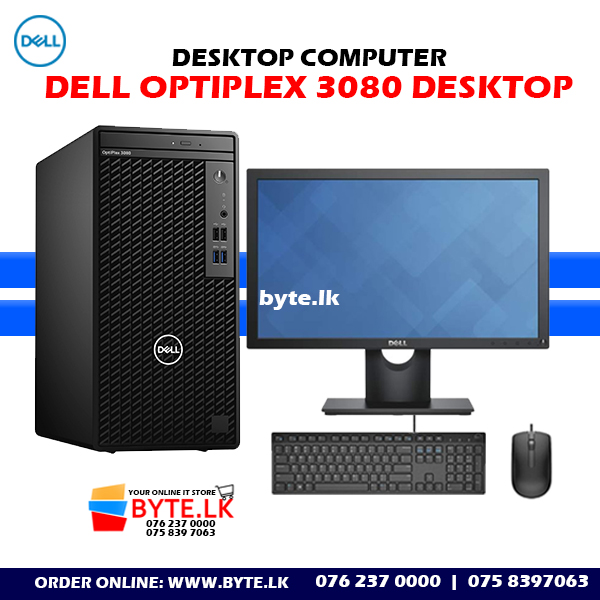 DELL
DESKTOP COMPUTER
DELL OPTIPLEX 3080 DESKTOP
OptiPlex 3080
byte.lk
DELL
DELL
YOUR ONLINE IT STORE
BYTE.LK
076 237 0000
075 839 7063
ORDER ONLINE: WWW.BYTE.LK 076 237 0000 | 075 8397063